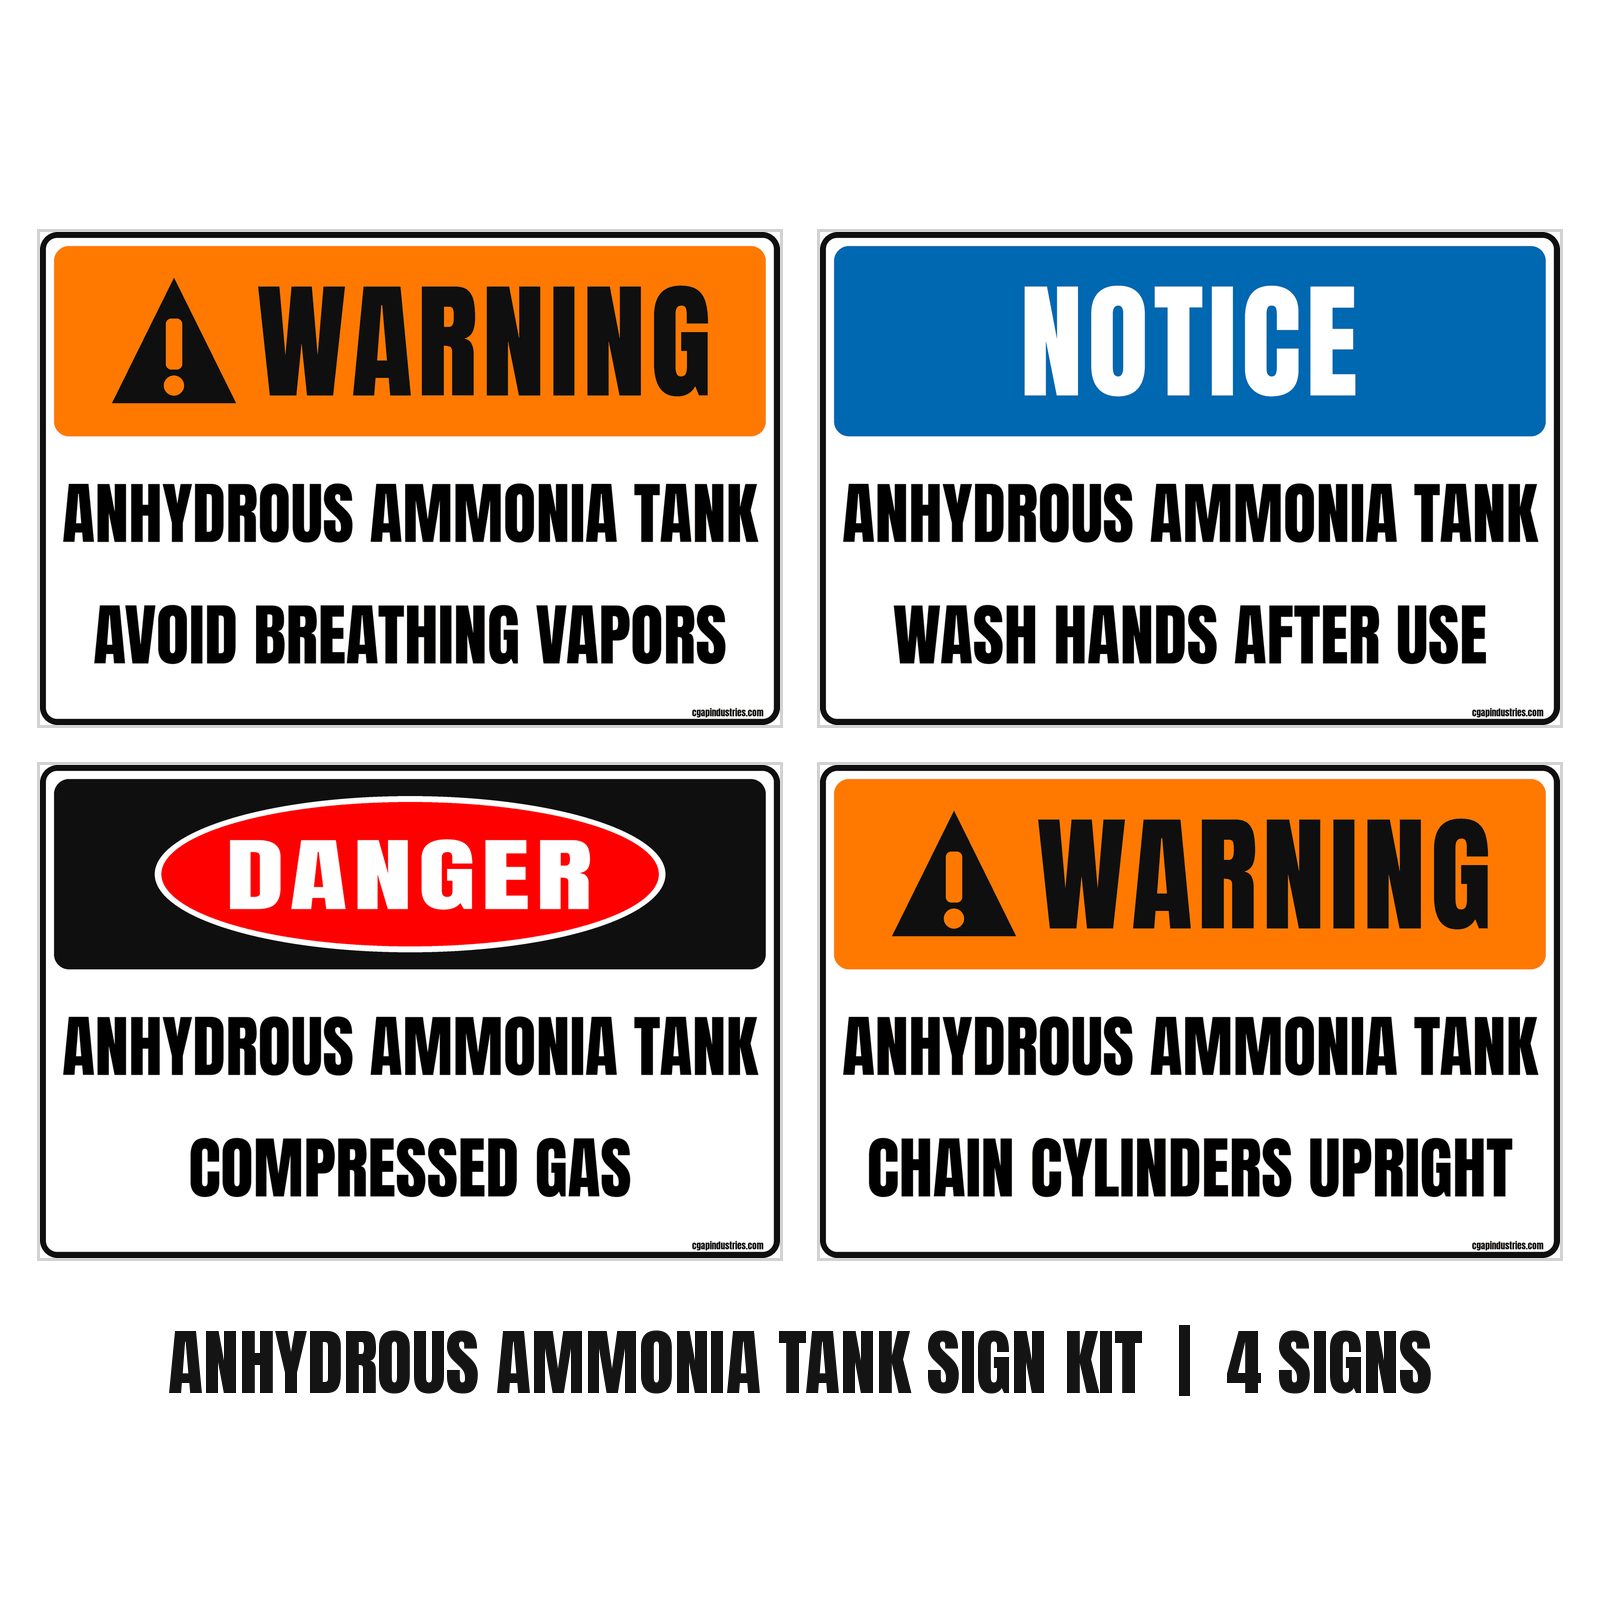 WARNING
ANHYDROUS AMMONIA TANK
AVOID BREATHING VAPORS
cgapindustries.com
NOTICE
ANHYDROUS AMMONIA TANK
WASH HANDS AFTER USE
cgapindustries.com
DANGER
ANHYDROUS AMMONIA TANK
COMPRESSED GAS
cgapindustries.com
WARNING
ANHYDROUS AMMONIA TANK
CHAIN CYLINDERS UPRIGHT
cgapindustries.com
ANHYDROUS AMMONIA TANK SIGN KIT | 4 SIGNS